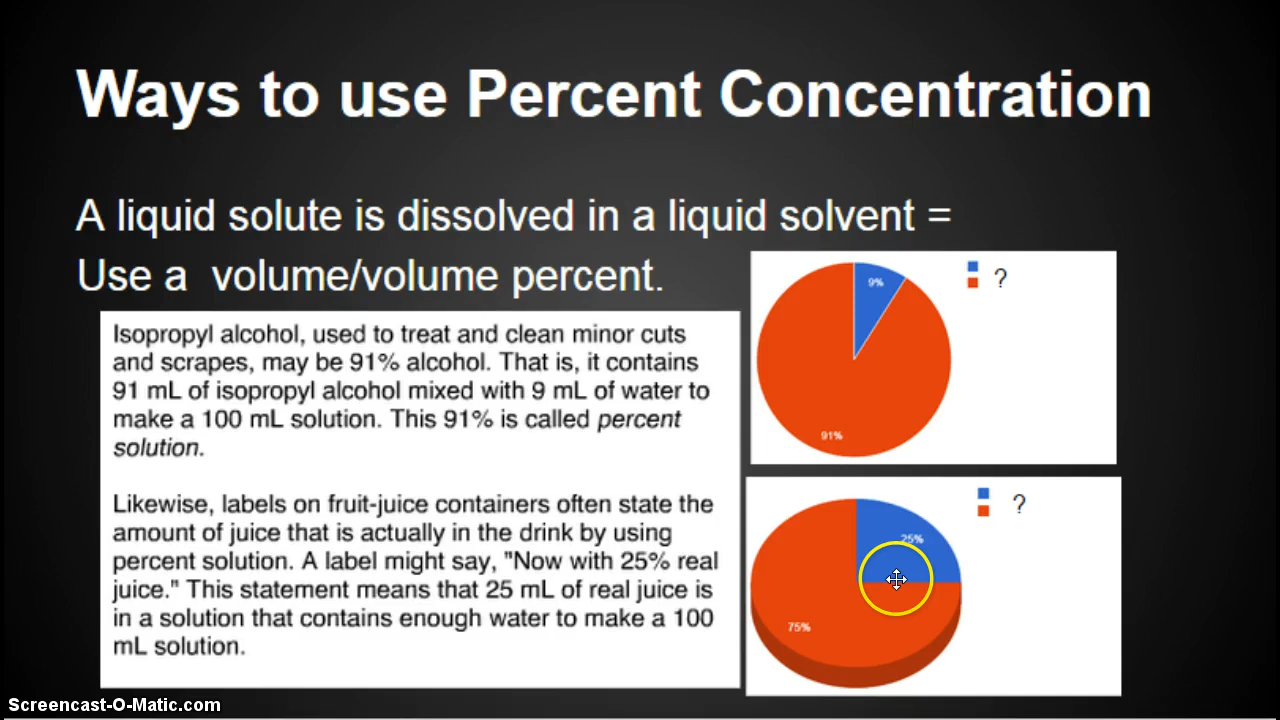 Ways to use Percent Concentration
A liquid solute is dissolved in a liquid solvent =
Use a volume/volume percent.
Isopropyl alcohol, used to treat and clean minor cuts
and scrapes, may be 91% alcohol. That is, it contains
91 mL of isopropyl alcohol mixed with 9 mL of water to
make a 100 mL solution. This 91% is called percent
solution.
Likewise, labels on fruit-juice containers often state the
amount of juice that is actually in the drink by using
percent solution. A label might say, "Now with 25% real
juice." This statement means that 25 mL of real juice is
in a solution that contains enough water to make a 100
mL solution.
9%
?
91%
?
25%
75%
Screencast-O-Matic.com